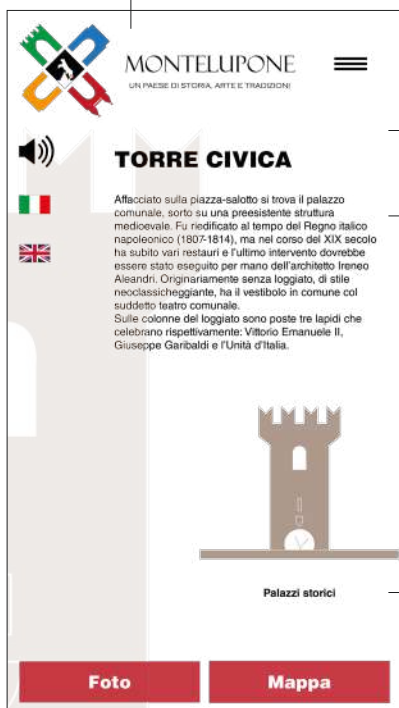 MONTELUPONE
UN PAESE DI STORIA, ARTE E TRADIZIONI
TORRE CIVICA
Affacciato sulla piazza-salotto si trova il palazzo
comunale, sorto su una preesistente struttura
medioevale. Fu riedificato al tempo del Regno italico
napoleonico (1807-1814), ma nel corso del XIX secolo
ha subito vari restauri e l'ultimo intervento dovrebbe
essere stato eseguito per mano dell'architetto Ireneo
Aleandri. Originariamente senza loggiato, di stile
neoclassicheggiante, ha il vestibolo in comune col
suddetto teatro comunale.
Sulle colonne del loggiato sono poste tre lapidi che
celebrano rispettivamente: Vittorio Emanuele II,
Giuseppe Garibaldi e l'Unità d'Italia.
Palazzi storici
Foto
Mappa